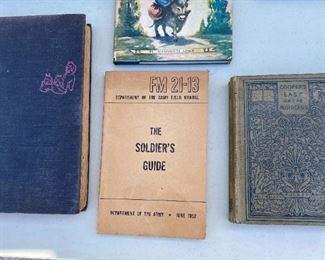 FM 21-13
DEPARTMENT OF THE ARMY FIELD MANUAL
THE
SOLDIER'S
GUIDE
DEPARTMENT OF THE ARMY • JUNE 1952
COOPER'S
LAST
OF THE
MOHICANS